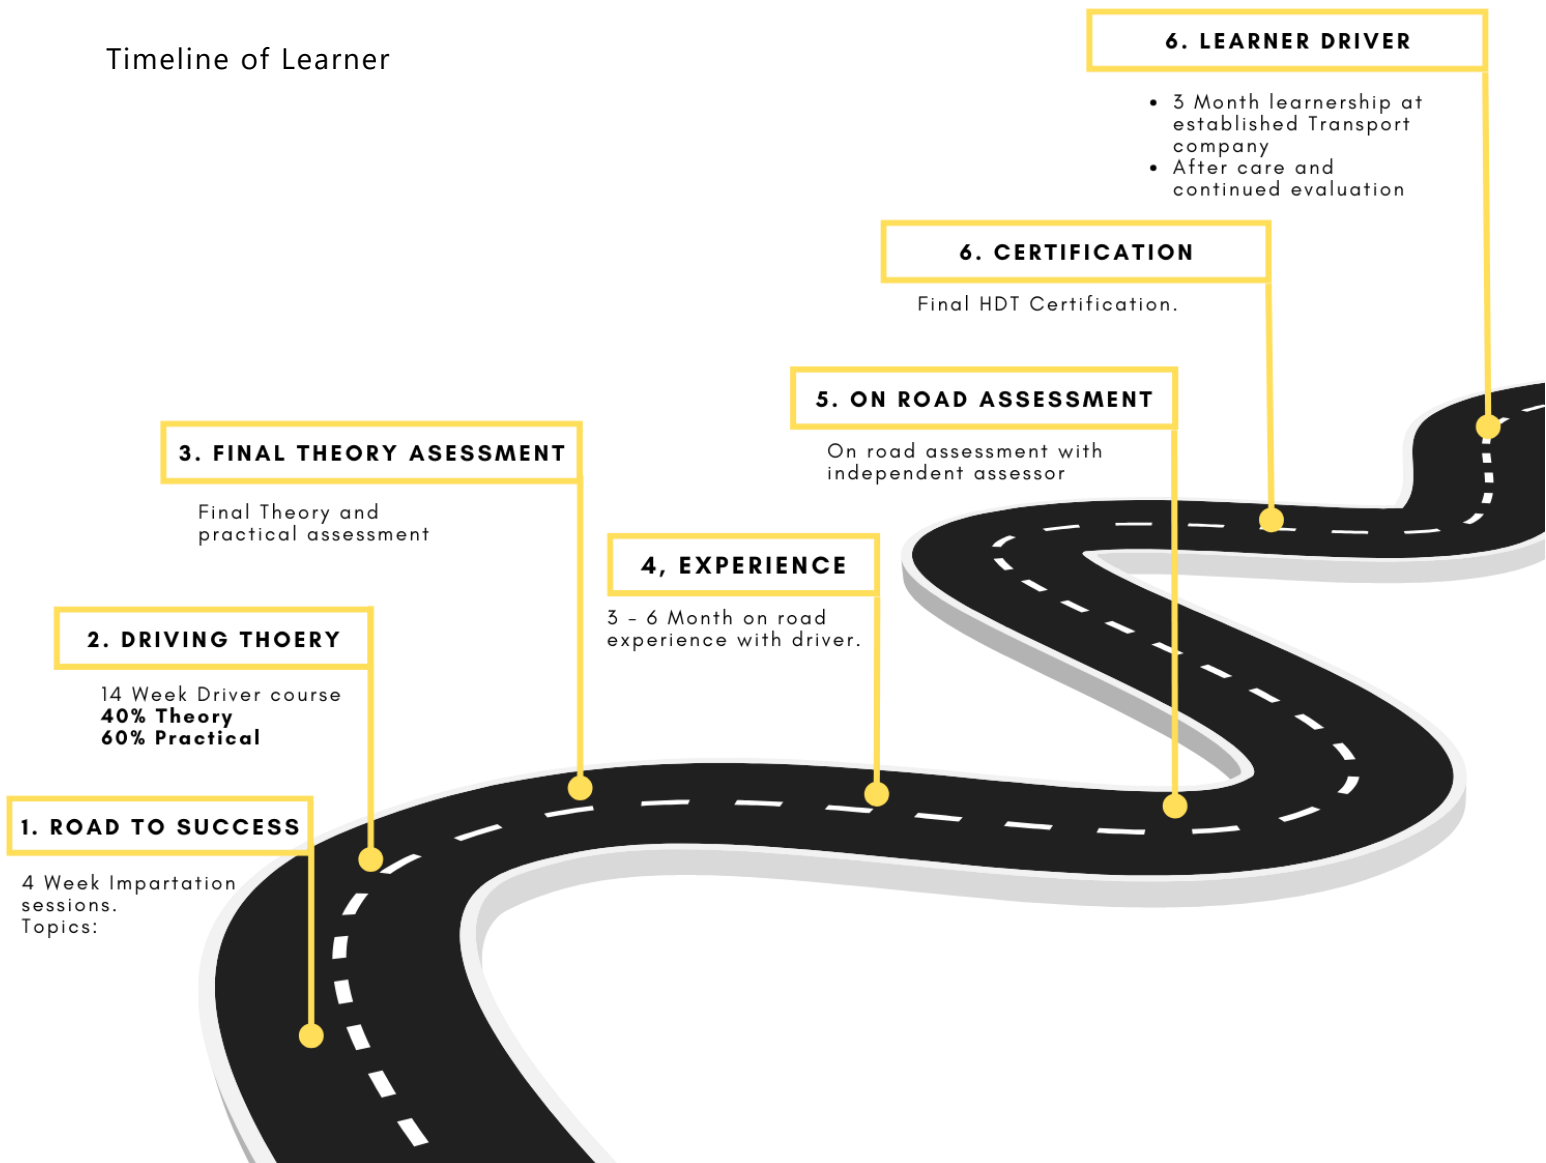 Timeline of Learner
6. LEARNER DRIVER
• 3 Month learnership at
established Transport
company
• After care and
continued evaluation
6. CERTIFICATION
Final HDT Certification.
5. ON ROAD ASSESSMENT
On road assessment with
independent assessor
3. FINAL THEORY ASESSMENT
Final Theory and
practical assessment
4, EXPERIENCE
3 - 6 Month on road
experience with driver.
2. DRIVING THOERY
14 Week Driver course
40% Theory
60% Practical
1. ROAD TO SUCCESS
4 Week Impartation
sessions.
Topics: